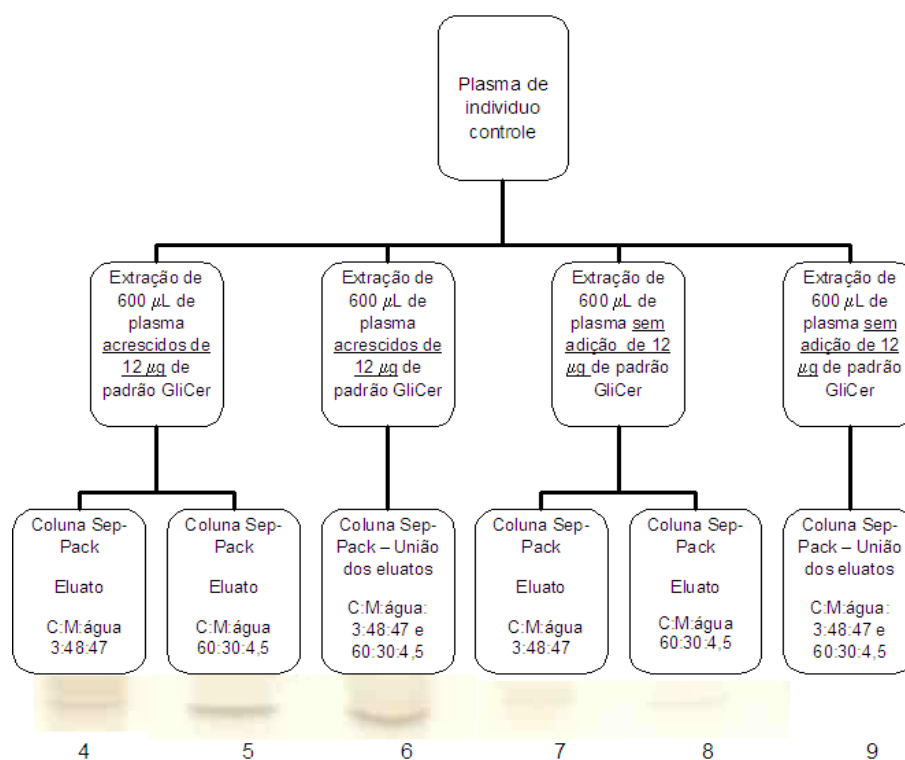 Plasma de
individuo
controle
Extração de
600 µL de
plasma
acrescidos de
12 µg de
padrão GliCer
Extração de
600 µL de
plasma
acrescidos de
12 µg de
padrão GliCer
Extração de
600 µL de
plasma sem
adição de 12
µg de padrão
GliCer
Extração de
600 µL de
plasma sem
adição de 12
µg de padrão
GliCer
Coluna Sep-
Pack
Eluato
C:M:água
3:48:47
Coluna Sep-
Pack
Eluato
C:M:água
60:30:4,5
Coluna Sep-
Pack – União
dos eluatos
C:M:água:
3:48:47 e
60:30:4,5
Coluna Sep-
Pack
Eluato
C:M:água
3:48:47
Coluna Sep-
Pack
Eluato
C:M:água
60:30:4,5
Coluna Sep-
Pack – União
dos eluatos
C:M:água:
3:48:47 e
60:30:4,5
4 5 6 7 8 9